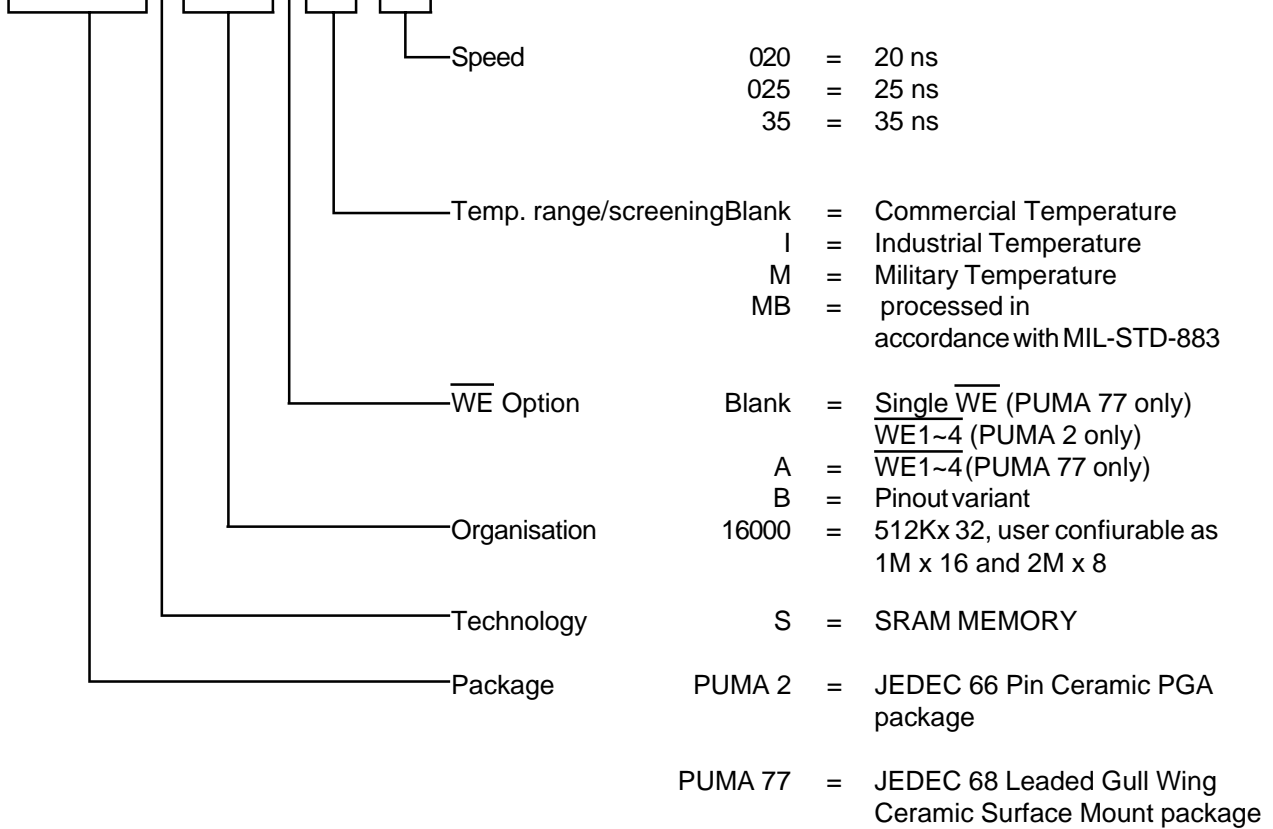 Speed 020 = 20 ns
025 = 25 ns
35 = 35 ns
Temp. range/screeningBlank = Commercial Temperature
I = Industrial Temperature
M = Military Temperature
MB = processed in
accordance with MIL-STD-883
WE Option Blank = Single WE (PUMA 77 only)
WE1~4 (PUMA 2 only)
A = WE1~4 (PUMA 77 only)
B = Pinout variant
Organisation 16000 = 512K x 32, user confiurable as
1M x 16 and 2M x 8
Technology S = SRAM MEMORY
Package PUMA 2 = JEDEC 66 Pin Ceramic PGA
package
PUMA 77 = JEDEC 68 Leaded Gull Wing
Ceramic Surface Mount package